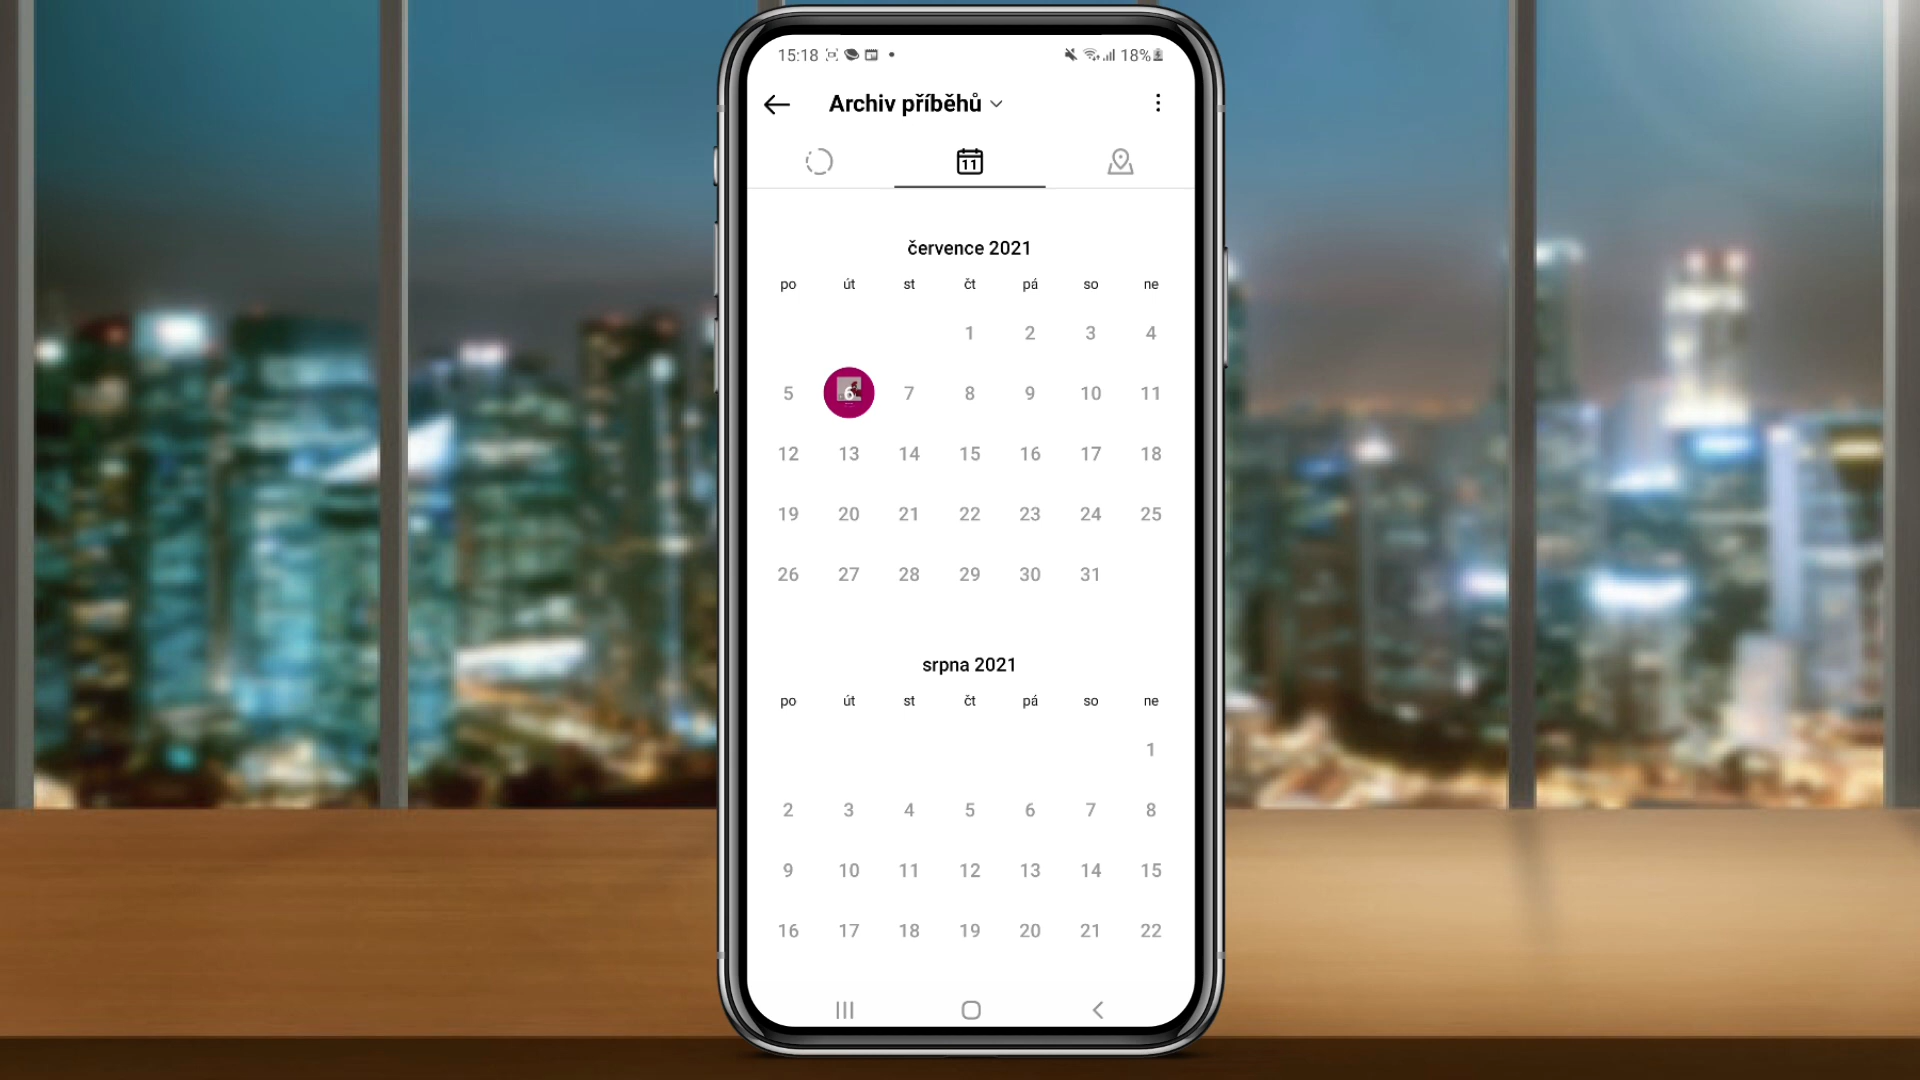 15:18 18%
Archiv příběhů
11
července 2021
po út st čt pá so ne
1 2 3 4
5 6 7 8 9 10 11
12 13 14 15 16 17 18
19 20 21 22 23 24 25
26 27 28 29 30 31
srpna 2021
po út st čt pá so ne
1
2 3 4 5 6 7 8
9 10 11 12 13 14 15
16 17 18 19 20 21 22